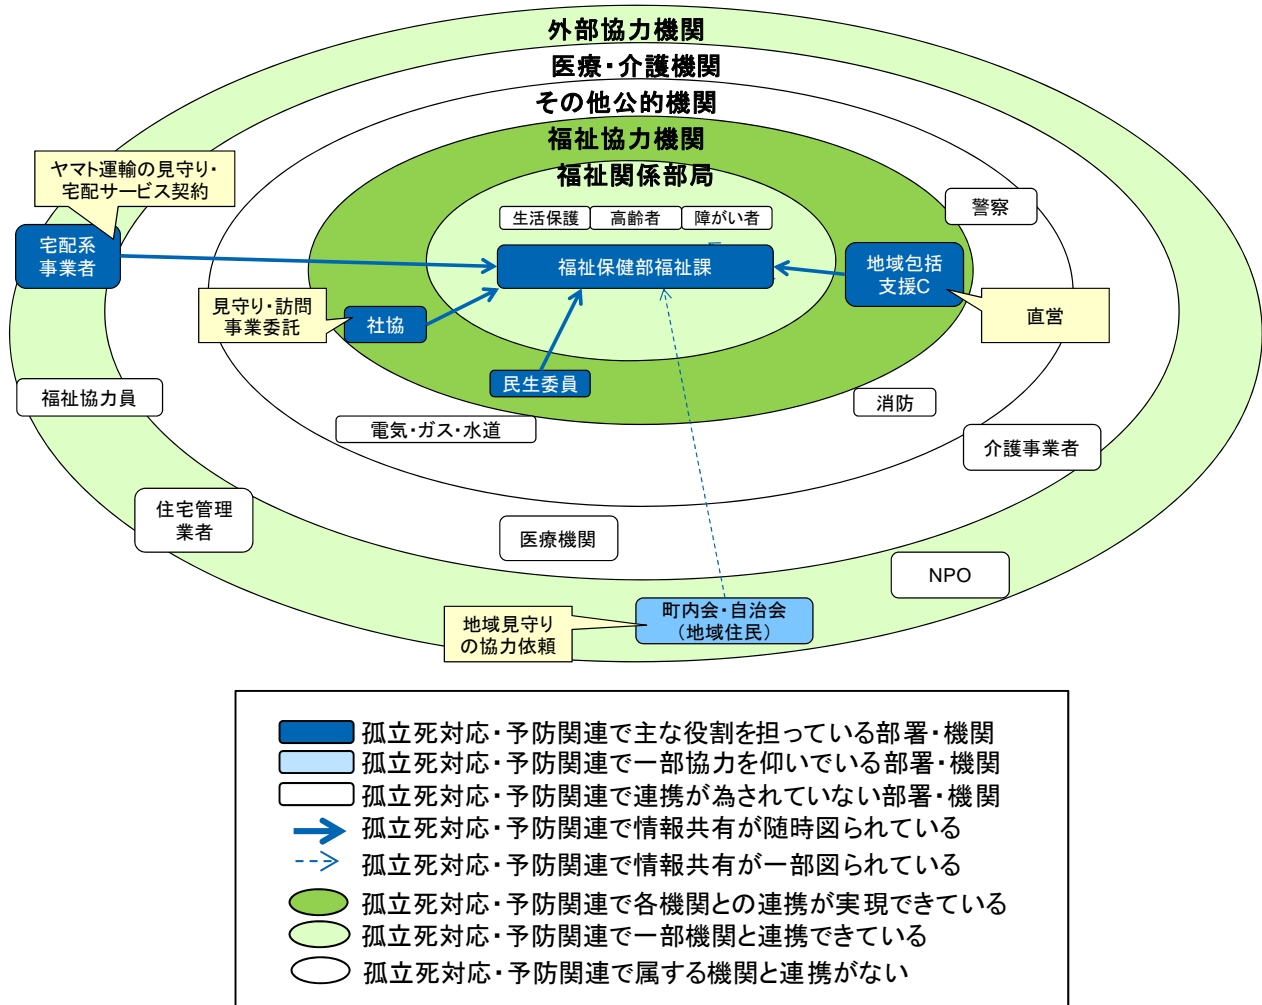 外部協力機関
医療・介護機関
その他公的機関
福祉協力機関
福祉関係部局
ヤマト運輸の見守り・
宅配サービス契約
生活保護
高齢者
障がい者
警察
宅配系
事業者
福祉保健部福祉課
地域包括
支援C
見守り・訪問
事業委託
社協
直営
民生委員
福祉協力員
消防
電気・ガス・水道
介護事業者
住宅管理
業者
医療機関
NPO
地域見守り
の協力依頼
町内会・自治会
（地域住民）
孤立死対応・予防関連で主な役割を担っている部署・機関
孤立死対応・予防関連で一部協力を仰いでいる部署・機関
孤立死対応・予防関連で連携が為されていない部署・機関
孤立死対応・予防関連で情報共有が随時図られている
孤立死対応・予防関連で情報共有が一部図られている
孤立死対応・予防関連で各機関との連携が実現できている
孤立死対応・予防関連で一部機関と連携できている
孤立死対応・予防関連で属する機関と連携がない